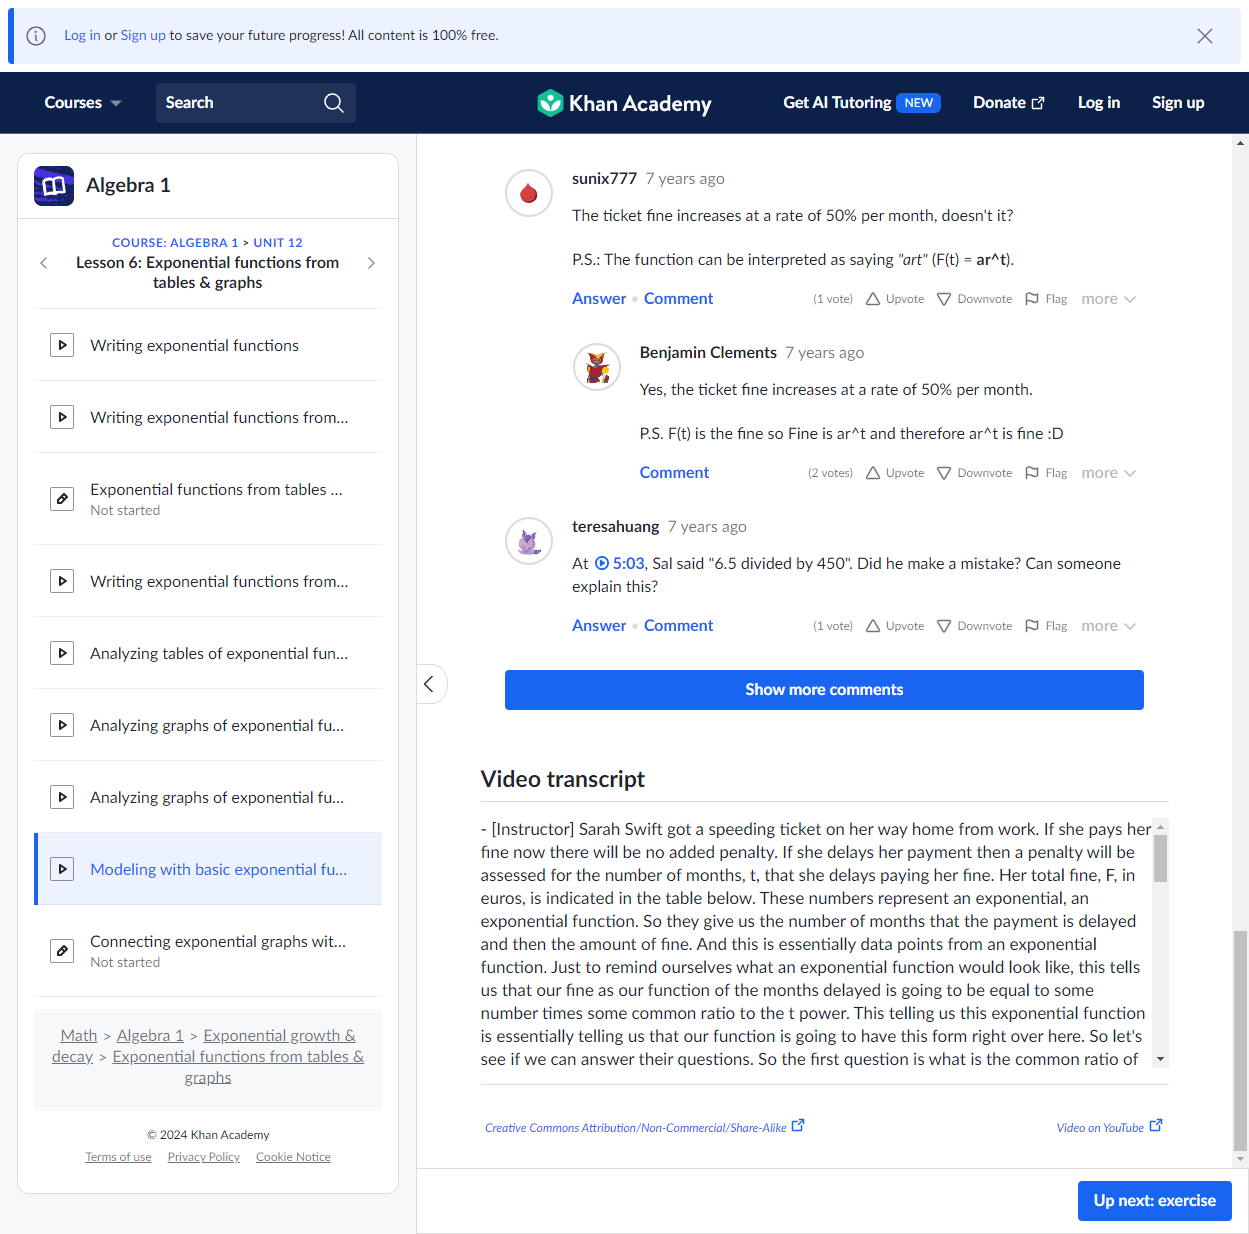 Log in or Sign up to save your future progress! All content is 100% free.
Courses
Search
Khan Academy
Get AI Tutoring NEW
Donate
Log in
Sign up
Algebra 1
COURSE: ALGEBRA 1 > UNIT 12
Lesson 6: Exponential functions from
tables & graphs
Writing exponential functions
Writing exponential functions from...
Exponential functions from tables ...
Not started
Writing exponential functions from...
Analyzing tables of exponential fun...
Analyzing graphs of exponential fu...
Analyzing graphs of exponential fu...
Modeling with basic exponential fu...
Connecting exponential graphs wit...
Not started
Math > Algebra 1 > Exponential growth &
decay > Exponential functions from tables &
graphs
© 2024 Khan Academy
Terms of use Privacy Policy Cookie Notice
sunix777 7 years ago
The ticket fine increases at a rate of 50% per month, doesn't it?
P.S.: The function can be interpreted as saying "art" (F(t) = ar^t).
Answer • Comment (1 vote) Upvote Downvote Flag more
Benjamin Clements 7 years ago
Yes, the ticket fine increases at a rate of 50% per month.
P.S. F(t) is the fine so Fine is ar^t and therefore ar^t is fine :D
Comment (2 votes) Upvote Downvote Flag more
teresahuang 7 years ago
At 5:03, Sal said "6.5 divided by 450". Did he make a mistake? Can someone
explain this?
Answer • Comment (1 vote) Upvote Downvote Flag more
Show more comments
Video transcript
- [Instructor] Sarah Swift got a speeding ticket on her way home from work. If she pays her
fine now there will be no added penalty. If she delays her payment then a penalty will be
assessed for the number of months, t, that she delays paying her fine. Her total fine, F, in
euros, is indicated in the table below. These numbers represent an exponential, an
exponential function. So they give us the number of months that the payment is delayed
and then the amount of fine. And this is essentially data points from an exponential
function. Just to remind ourselves what an exponential function would look like, this tells
us that our fine as our function of the months delayed is going to be equal to some
number times some common ratio to the t power. This telling us this exponential function
is essentially telling us that our function is going to have this form right over here. So let's
see if we can answer their questions. So the first question is what is the common ratio of
Creative Commons Attribution/Non-Commercial/Share-Alike
Video on YouTube
Up next: exercise